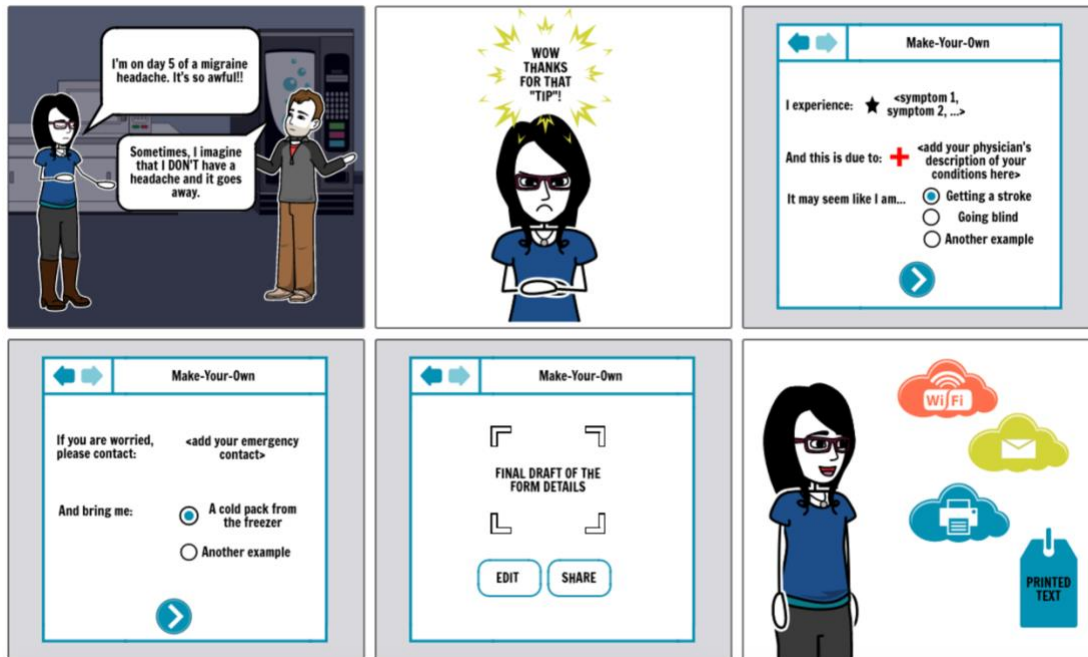 I'm on day 5 of a migraine
headache. It's so awful!!
Sometimes, I imagine
that I DON'T have a
headache and it goes
away.
WOW
THANKS
FOR THAT
"TIP"!
Make-Your-Own
I experience:
<symptom 1,
symptom 2, ...>
And this is due to:
<add your physician's
description of your
conditions here>
It may seem like I am...
Getting a stroke
Going blind
Another example
Make-Your-Own
If you are worried,
please contact:
<add your emergency
contact>
And bring me:
A cold pack from
the freezer
Another example
Make-Your-Own
FINAL DRAFT OF THE
FORM DETAILS
EDIT
SHARE
WiFi
PRINTED
TEXT